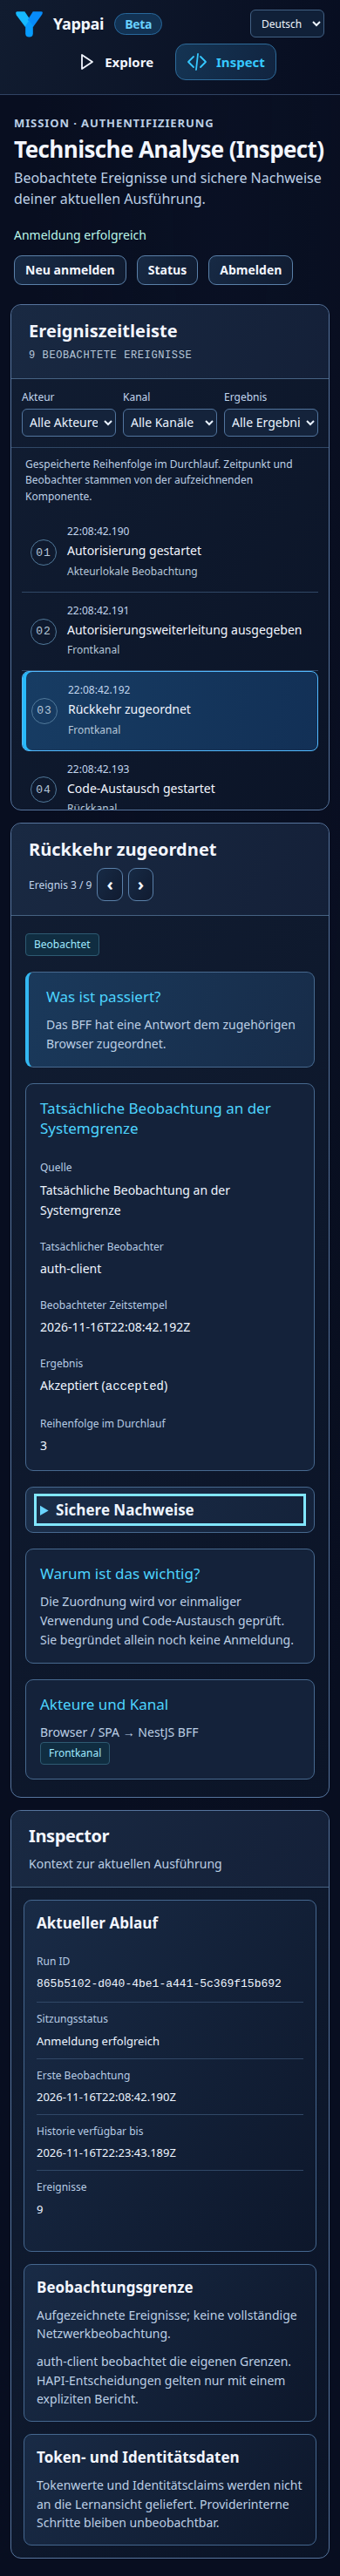 Yappai Beta Deutsch
Explore Inspect
MISSION · AUTHENTIFIZIERUNG
Technische Analyse (Inspect)
Beobachtete Ereignisse und sichere Nachweise
deiner aktuellen Ausführung.
Anmeldung erfolgreich
Neu anmelden Status Abmelden
Ereigniszeitleiste
9 BEOBACHTETE EREIGNISSE
Akteur Kanal Ergebnis
Alle Akteure Alle Kanäle Alle Ergebni
Gespeicherte Reihenfolge im Durchlauf. Zeitpunkt und
Beobachter stammen von der aufzeichnenden
Komponente.
22:08:42.190
01 Autorisierung gestartet
Akteurlokale Beobachtung
22:08:42.191
02 Autorisierungsweiterleitung ausgegeben
Frontkanal
22:08:42.192
03 Rückkehr zugeordnet
Frontkanal
22:08:42.193
04 Code-Austausch gestartet
Rückkanal
Rückkehr zugeordnet
Ereignis 3 / 9 ‹ ›
Beobachtet
Was ist passiert?
Das BFF hat eine Antwort dem zugehörigen
Browser zugeordnet.
Tatsächliche Beobachtung an der
Systemgrenze
Quelle
Tatsächliche Beobachtung an der
Systemgrenze
Tatsächlicher Beobachter
auth-client
Beobachteter Zeitstempel
2026-11-16T22:08:42.192Z
Ergebnis
Akzeptiert (accepted)
Reihenfolge im Durchlauf
3
▶ Sichere Nachweise
Warum ist das wichtig?
Die Zuordnung wird vor einmaliger
Verwendung und Code-Austausch geprüft.
Sie begründet allein noch keine Anmeldung.
Akteure und Kanal
Browser / SPA → NestJS BFF
Frontkanal
Inspector
Kontext zur aktuellen Ausführung
Aktueller Ablauf
Run ID
865b5102-d040-4be1-a441-5c369f15b692
Sitzungsstatus
Anmeldung erfolgreich
Erste Beobachtung
2026-11-16T22:08:42.190Z
Historie verfügbar bis
2026-11-16T22:23:43.189Z
Ereignisse
9
Beobachtungsgrenze
Aufgezeichnete Ereignisse; keine vollständige
Netzwerkbeobachtung.
auth-client beobachtet die eigenen Grenzen.
HAPI-Entscheidungen gelten nur mit einem
expliziten Bericht.
Token- und Identitätsdaten
Tokenwerte und Identitätsclaims werden nicht
an die Lernansicht geliefert. Providerinterne
Schritte bleiben unbeobachtbar.